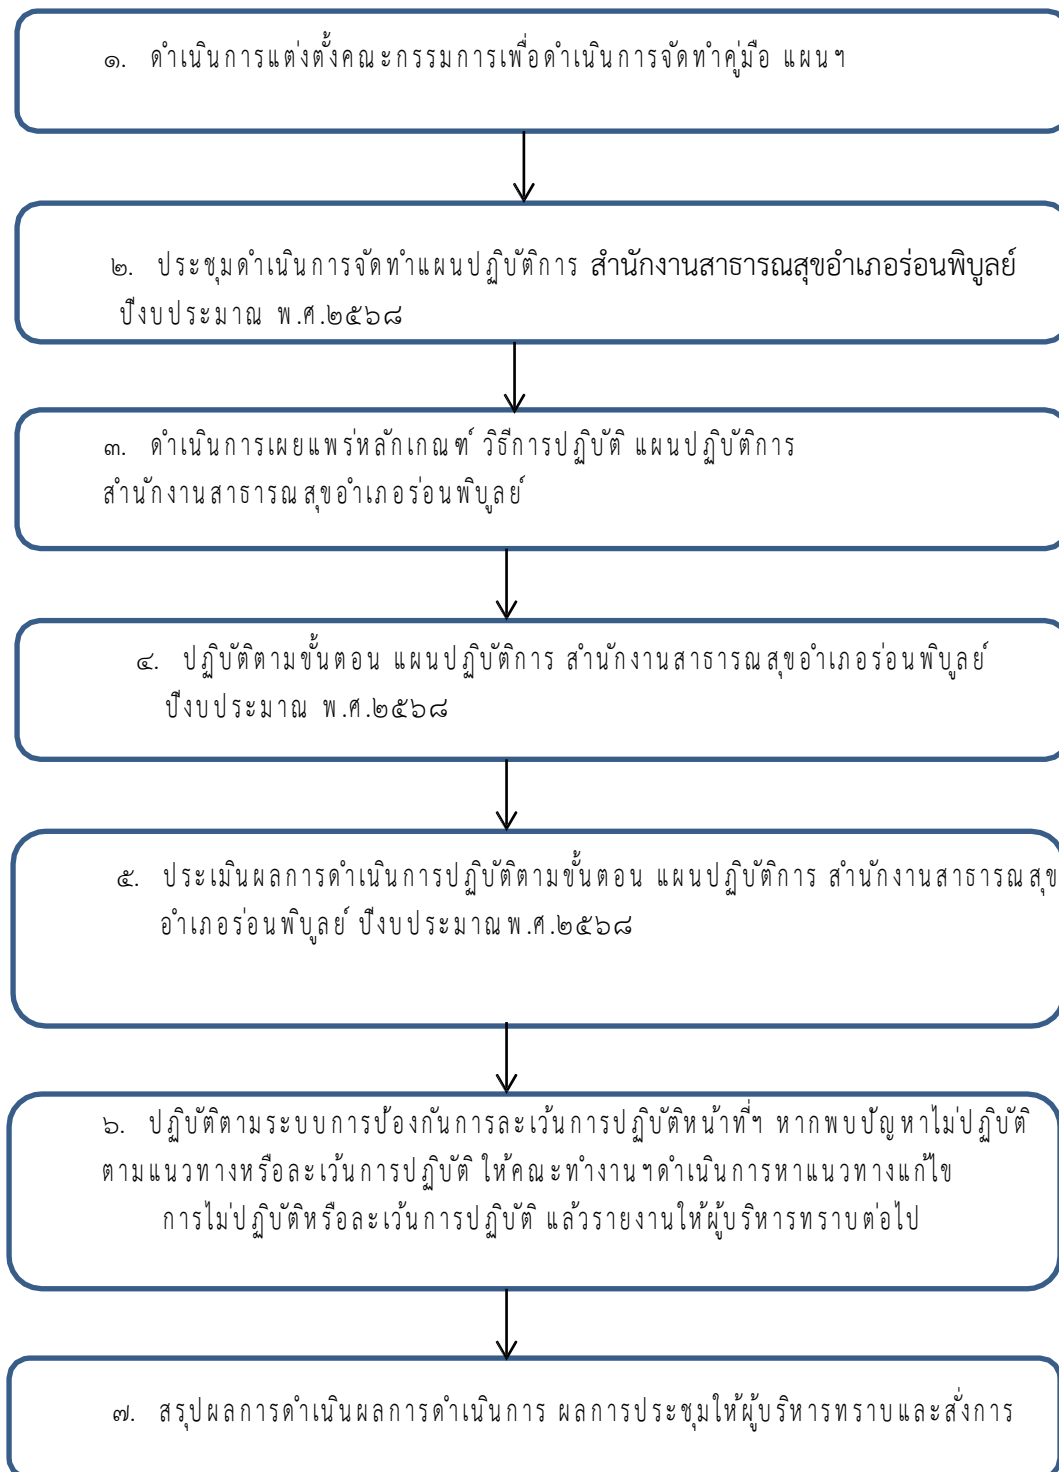 ๑. ดำเนินการแต่งตั้งคณะกรรมการเพื่อดำเนินการจัดทำคู่มือ แผนฯ
๒. ประชุมดำเนินการจัดทำแผนปฏิบัติการ สำนักงานสาธารณสุขอำเภอร่อนพิบูลย์
ปีงบประมาณ พ.ศ.๒๕๖๘
๓. ดำเนินการเผยแพร่หลักเกณฑ์ วิธีการปฏิบัติ แผนปฏิบัติการ
สำนักงานสาธารณสุขอำเภอร่อนพิบูลย์
๔. ปฏิบัติตามขั้นตอน แผนปฏิบัติการ สำนักงานสาธารณสุขอำเภอร่อนพิบูลย์
ปีงบประมาณ พ.ศ.๒๕๖๘
๕. ประเมินผลการดำเนินการปฏิบัติตามขั้นตอน แผนปฏิบัติการ สำนักงานสาธารณสุข
อำเภอร่อนพิบูลย์ ปีงบประมาณพ.ศ.๒๕๖๘
๖. ปฏิบัติตามระบบการป้องกันการละเว้นการปฏิบัติหน้าที่ฯ หากพบปัญหาไม่ปฏิบัติ
ตามแนวทางหรือละเว้นการปฏิบัติ ให้คณะทำงานฯดำเนินการหาแนวทางแก้ไข
การไม่ปฏิบัติหรือละเว้นการปฏิบัติ แล้วรายงานให้ผู้บริหารทราบต่อไป
๗. สรุปผลการดำเนินผลการดำเนินการ ผลการประชุมให้ผู้บริหารทราบและสั่งการ